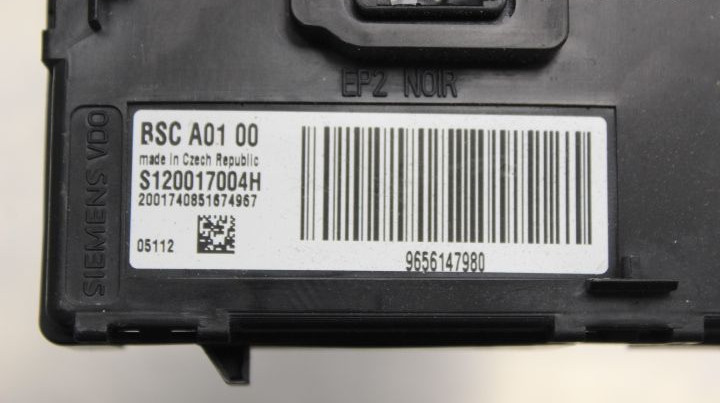 EP2 NOIR
SIEMENS VDO
BSC A01 00
made in Czech Republic
S120017004H
2001740851674967
05112
9656147980